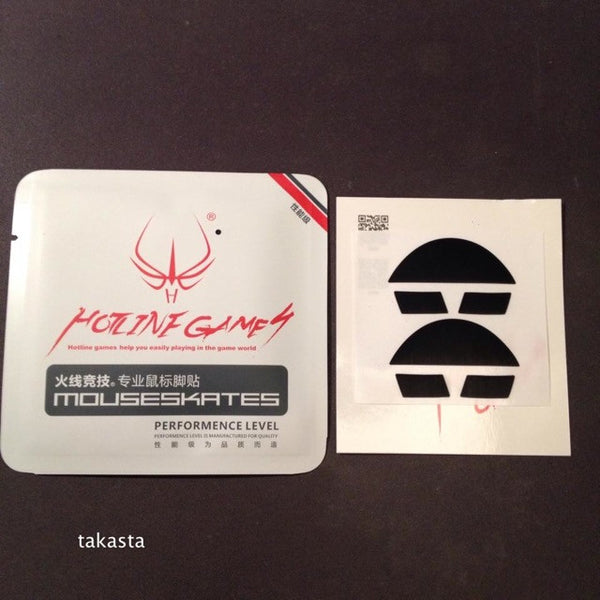 ®
性能级
H
HOTLINE GAMES
Hotline games help you easily playing in the game world
火线竞技® 专业鼠标脚贴
MOUSESKATES
PERFORMENCE LEVEL
PERFORMENCE LEVEL IS MANUFACTURED FOR QUALITY
性能级为品质而造
takasta